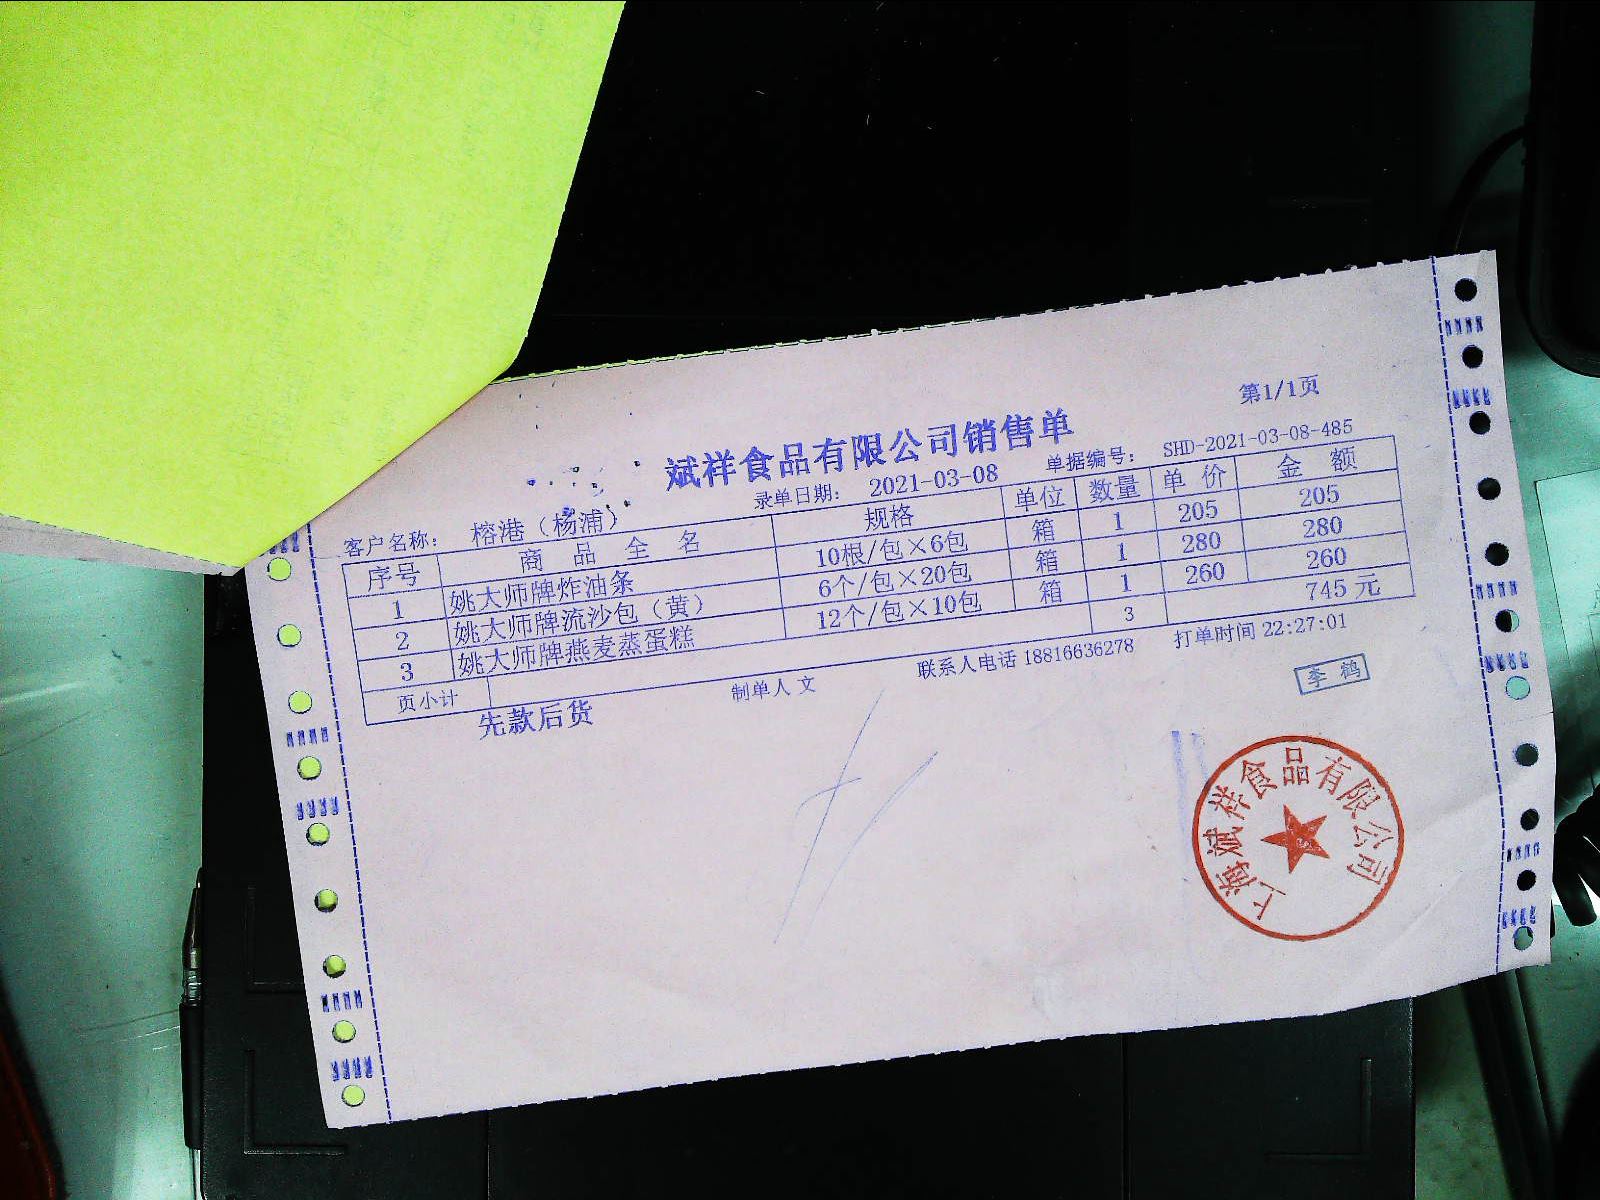 第1/1页
斌祥食品有限公司销售单
客户名称: 榕港（杨浦） 录单日期: 2021-03-08 单据编号: SHD-2021-03-08-485
序号 商品全名 规格 单位 数量 单价 金额
1 姚大师牌炸油条 10根/包×6包 箱 1 205 205
2 姚大师牌流沙包（黄） 6个/包×20包 箱 1 280 280
3 姚大师牌燕麦蒸蛋糕 12个/包×10包 箱 1 260 260
页小计 3 745 元
先款后货 制单人 文 联系人电话 18816636278 打单时间 22:27:01
李鹤
上海斌祥食品有限公司